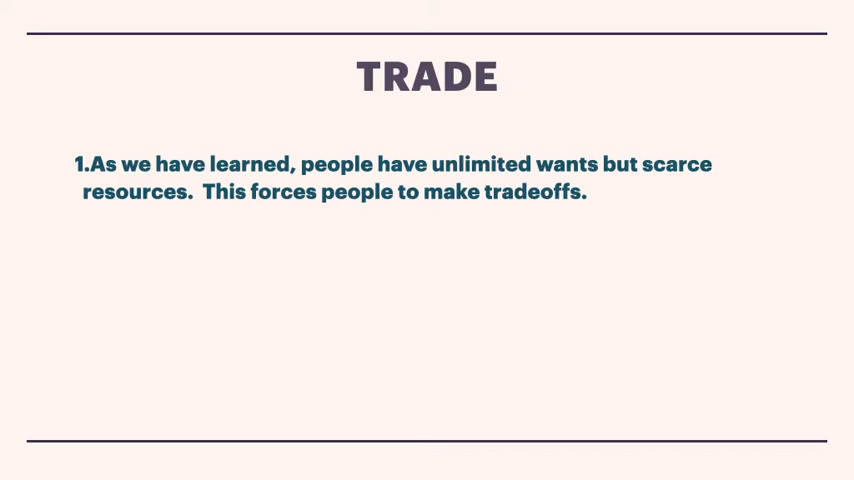 TRADE
1.As we have learned, people have unlimited wants but scarce
resources.  This forces people to make tradeoffs.